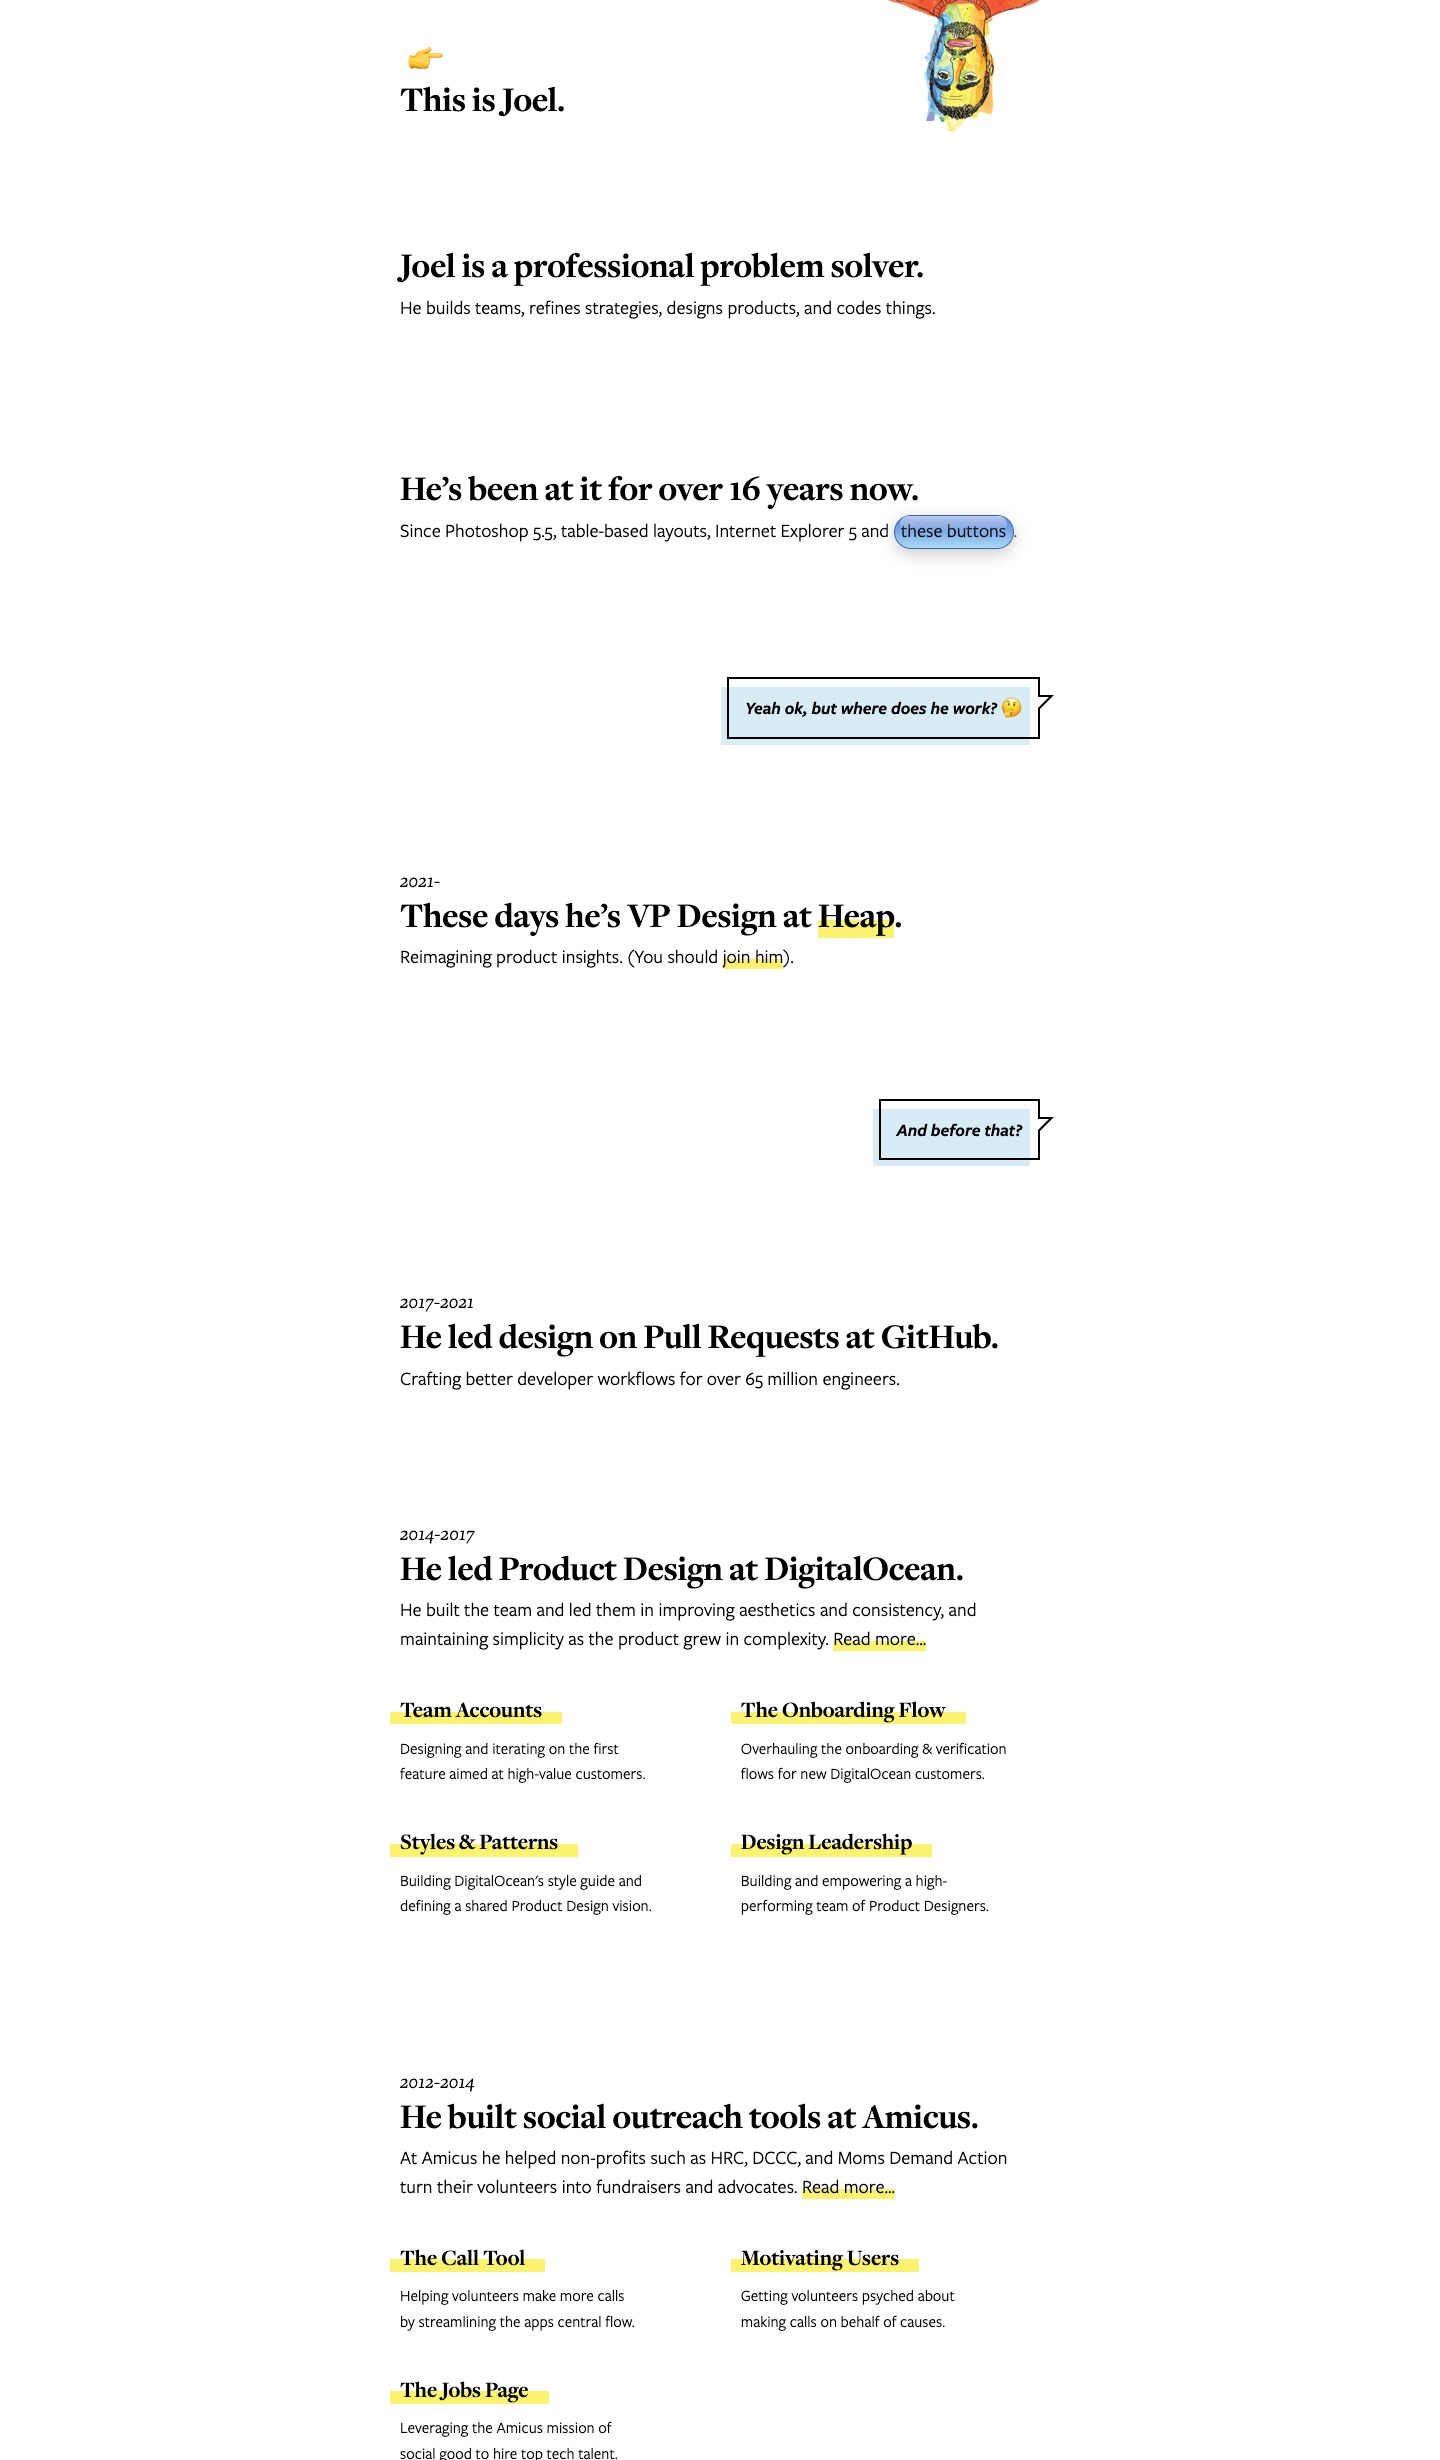 This is Joel.
Joel is a professional problem solver.
He builds teams, refines strategies, designs products, and codes things.
He’s been at it for over 16 years now.
Since Photoshop 5.5, table-based layouts, Internet Explorer 5 and these buttons.
Yeah ok, but where does he work? 🤔
2021-
These days he’s VP Design at Heap.
Reimagining product insights. (You should join him).
And before that?
2017-2021
He led design on Pull Requests at GitHub.
Crafting better developer workflows for over 65 million engineers.
2014-2017
He led Product Design at DigitalOcean.
He built the team and led them in improving aesthetics and consistency, and
maintaining simplicity as the product grew in complexity. Read more...
Team Accounts
Designing and iterating on the first
feature aimed at high-value customers.
The Onboarding Flow
Overhauling the onboarding & verification
flows for new DigitalOcean customers.
Styles & Patterns
Building DigitalOcean's style guide and
defining a shared Product Design vision.
Design Leadership
Building and empowering a high-
performing team of Product Designers.
2012-2014
He built social outreach tools at Amicus.
At Amicus he helped non-profits such as HRC, DCCC, and Moms Demand Action
turn their volunteers into fundraisers and advocates. Read more...
The Call Tool
Helping volunteers make more calls
by streamlining the apps central flow.
Motivating Users
Getting volunteers psyched about
making calls on behalf of causes.
The Jobs Page
Leveraging the Amicus mission of
social good to hire top tech talent.